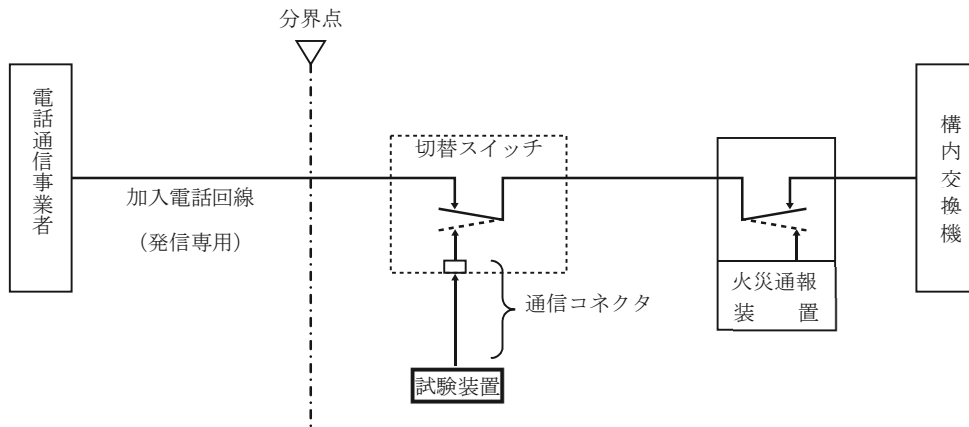 分界点
電話通信事業者
切替スイッチ
構内交換機
加入電話回線
（発信専用）
火災通報
装　置
通信コネクタ
試験装置